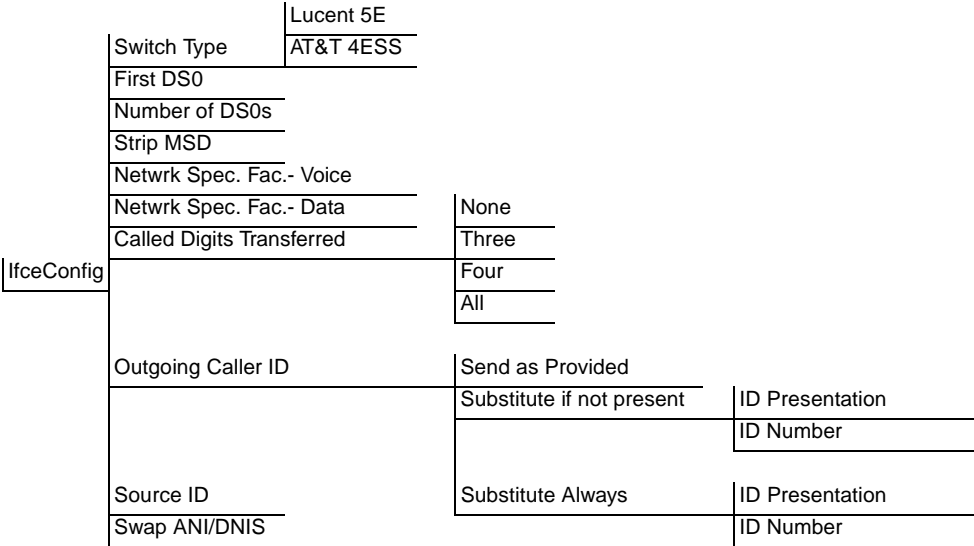 Lucent 5E
Switch Type AT&T 4ESS
First DS0
Number of DS0s
Strip MSD
Netwrk Spec. Fac.- Voice
Netwrk Spec. Fac.- Data None
Called Digits Transferred Three
IfceConfig Four
All
Outgoing Caller ID Send as Provided
Substitute if not present ID Presentation
ID Number
Source ID Substitute Always ID Presentation
Swap ANI/DNIS ID Number